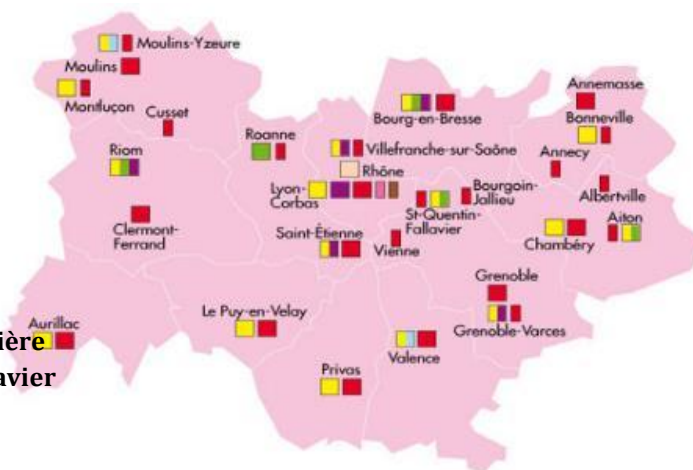 Moulins-Yzeure
Moulins
Montluçon
Cusset
Riom
Clermont-
Ferrand
Roanne
Bourg-en-Bresse
Annemasse
Bonneville
Annecy
Albertville
Villefranche-sur-Saône
Rhône
Lyon-
Corbas
Bourgoin-
Jallieu
St-Quentin-
Fallavier
Aiton
Chambéry
Saint-Étienne
Vienne
Grenoble
Grenoble-Varces
Le Puy-en-Velay
Aurillac
ière
avier
Valence
Privas